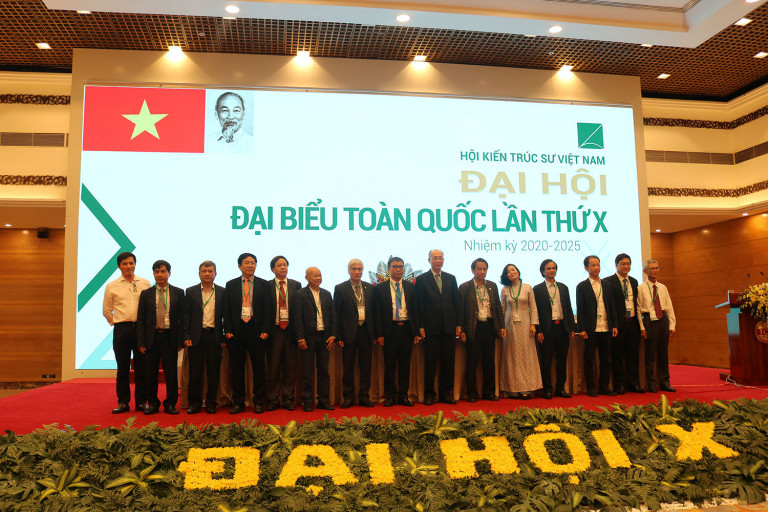 HỘI KIẾN TRÚC SƯ VIỆT NAM
ĐẠI HỘI
ĐẠI BIỂU TOÀN QUỐC LẦN THỨ X
Nhiệm kỳ 2020-2025
ĐẠI HỘI X